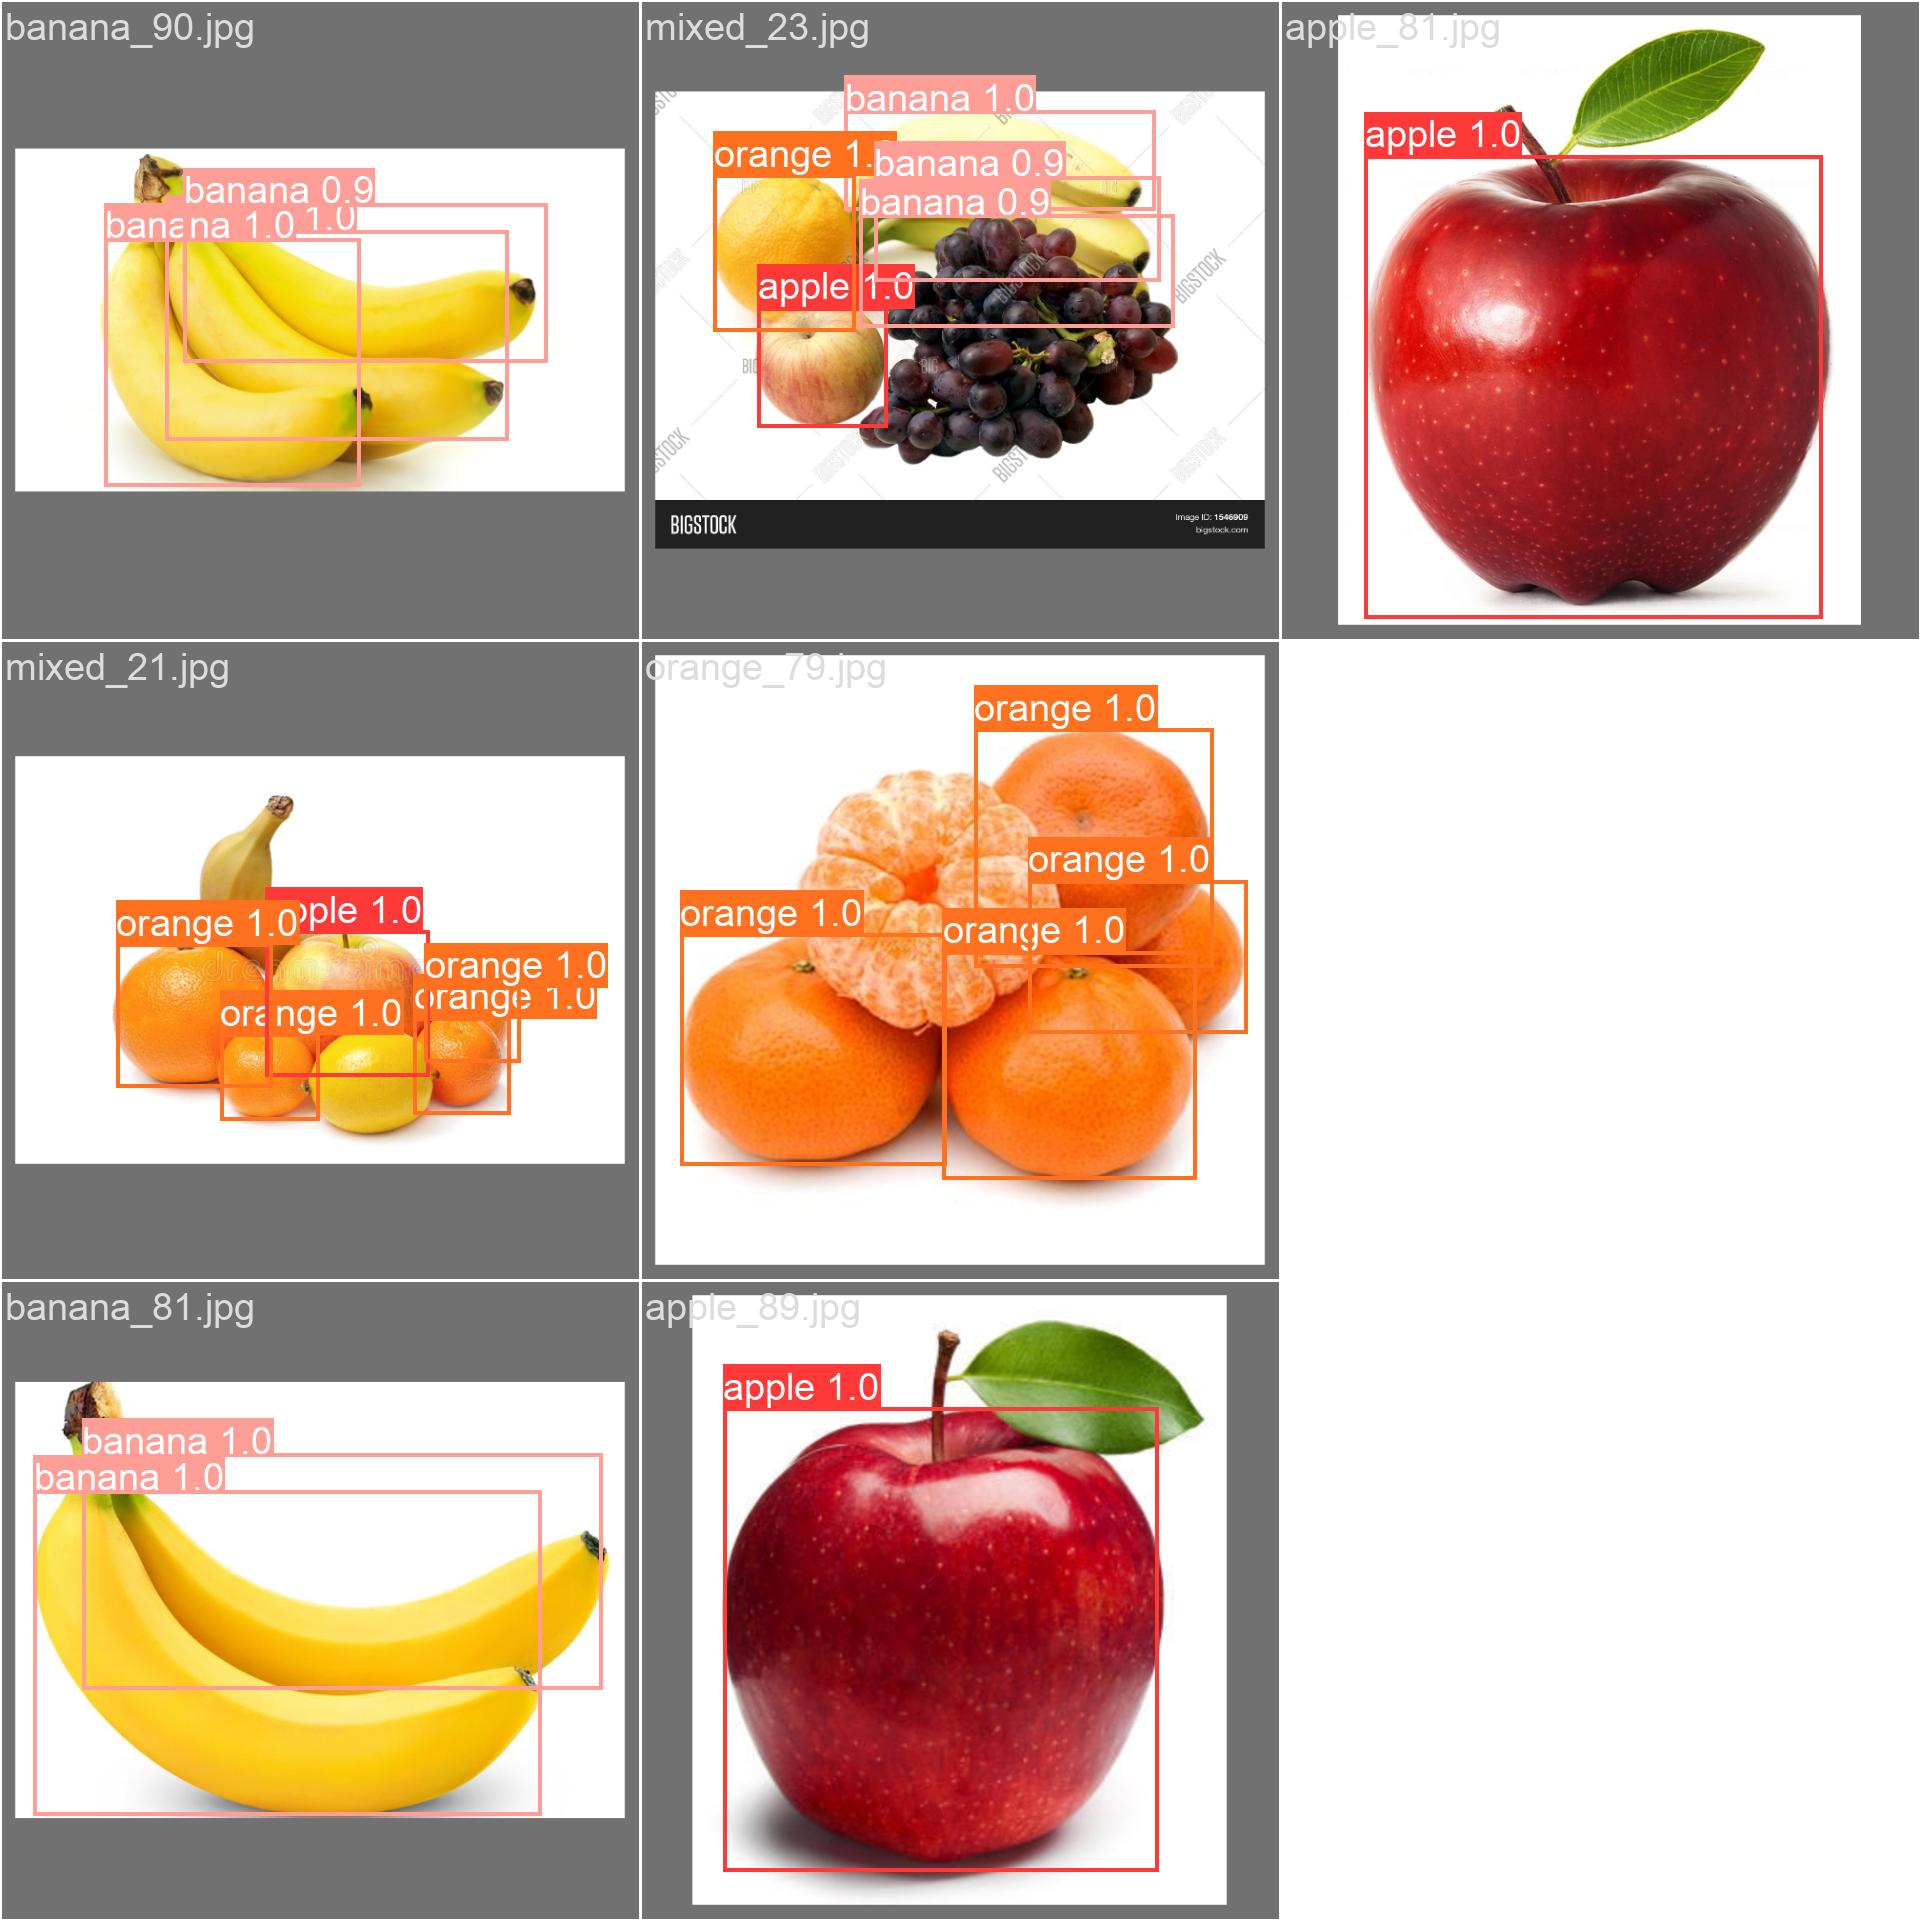 banana_90.jpg
banana 0.9
banana 1.0
1.0
mixed_23.jpg
banana 1.0
orange 1.
banana 0.9
banana 0.9
apple 1.0
BIGSTOCK
Image ID: 1546909
bigstock.com
apple_81.jpg
apple 1.0
mixed_21.jpg
orange 1.0
pple 1.0
orange 1.0
orange 1.0
orange 1.0
orange_79.jpg
orange 1.0
orange 1.0
orange 1.0
orange 1.0
banana_81.jpg
banana 1.0
banana 1.0
apple_89.jpg
apple 1.0